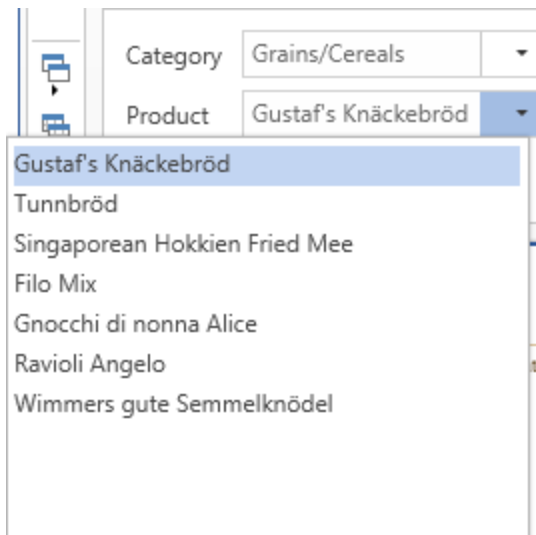 Category Grains/Cereals
Product Gustaf's Knäckebröd
Gustaf's Knäckebröd
Tunnbröd
Singaporean Hokkien Fried Mee
Filo Mix
Gnocchi di nonna Alice
Ravioli Angelo
Wimmers gute Semmelknödel